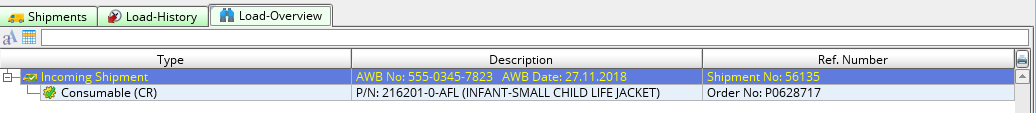 Shipments Load-History Load-Overview
aA
Type Description Ref. Number
Incoming Shipment AWB No: 555-0345-7823 AWB Date: 27.11.2018 Shipment No: 56135
Consumable (CR) P/N: 216201-0-AFL (INFANT-SMALL CHILD LIFE JACKET) Order No: P0628717